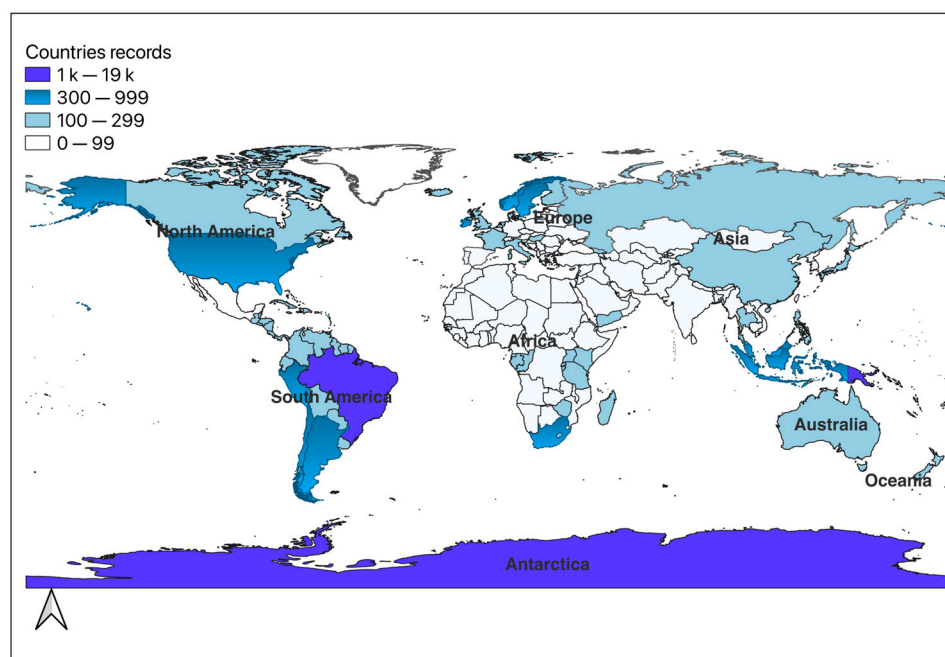 Countries records
1 k — 19 k
300 — 999
100 — 299
0 — 99
North America
Europe
Asia
Africa
South America
Australia
Oceania
Antarctica